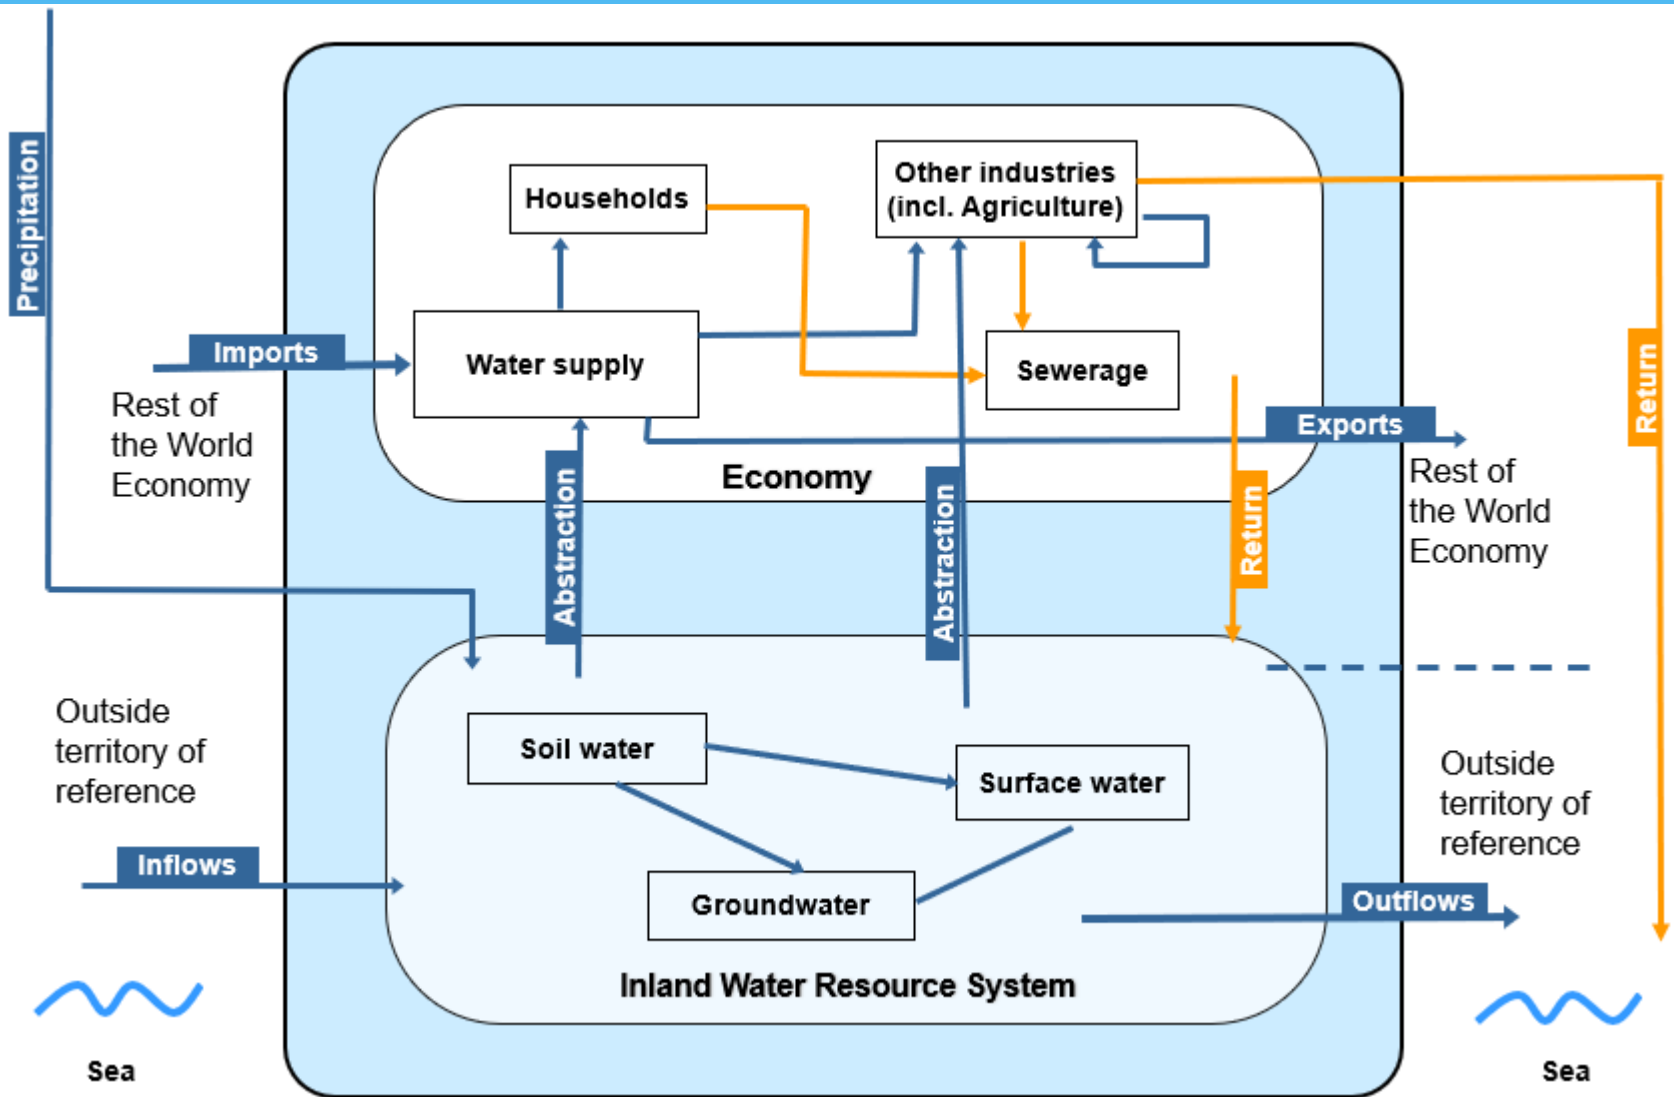 Precipitation
Households
Other industries
(incl. Agriculture)
Imports
Water supply
Sewerage
Return
Rest of
the World
Economy
Exports
Economy
Rest of
the World
Economy
Abstraction
Abstraction
Return
Outside
territory of
reference
Soil water
Surface water
Outside
territory of
reference
Inflows
Groundwater
Outflows
Inland Water Resource System
Sea
Sea